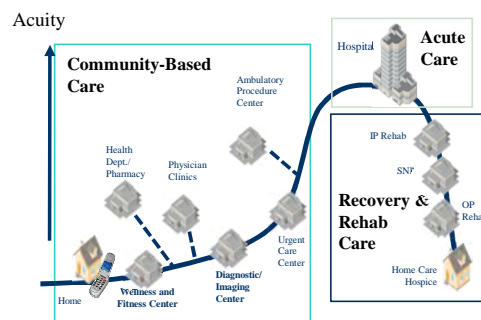 Acuity
Community-Based
Care
Ambulatory
Procedure
Center
Health
Dept./
Pharmacy
Physician
Clinics
Urgent
Care
Center
Home
Wellness and
Fitness Center
Diagnostic/
Imaging
Center
Hospital
Acute
Care
IP Rehab
SNF
OP
Reha
Recovery &
Rehab
Care
Home Care
Hospice